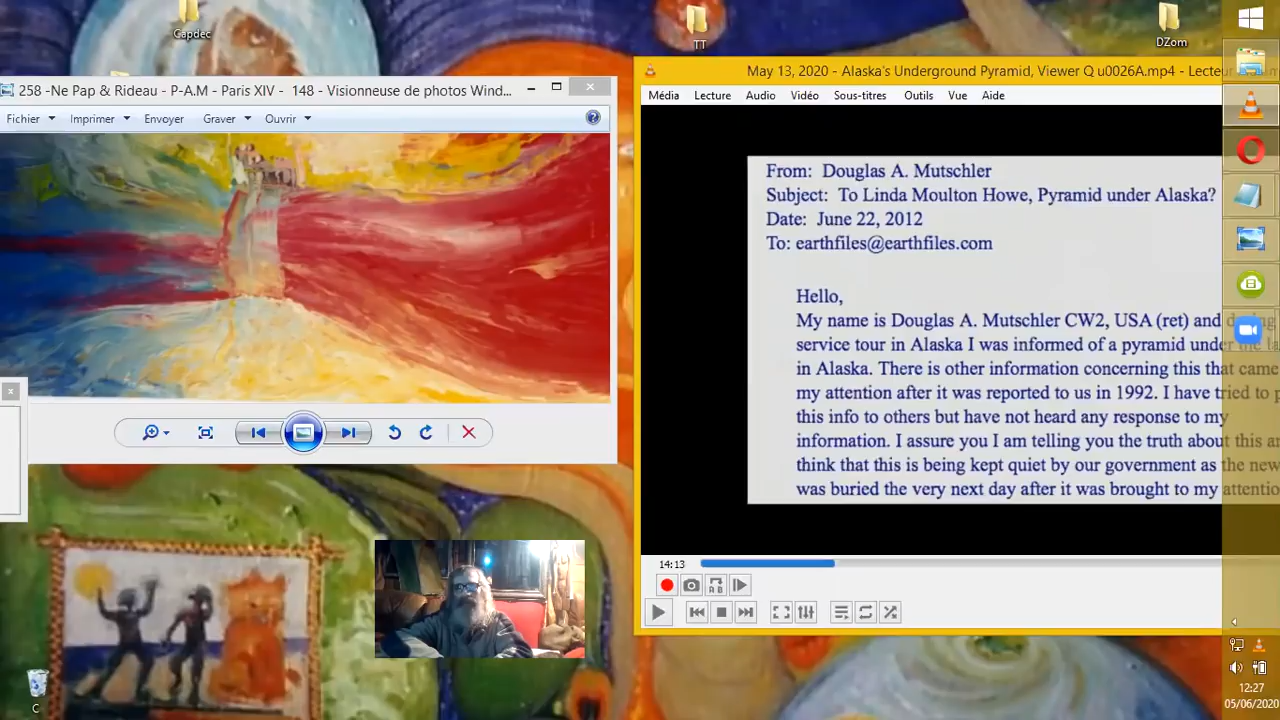 Capdec
TT
DZom
258 -Ne Pap & Rideau - P-A-M - Paris XIV - 148 - Visionneuse de photos Wind...
Fichier Imprimer Envoyer Graver Ouvrir
May 13, 2020 - Alaska's Underground Pyramid, Viewer Q u0026A.mp4 - Lecteur
Média Lecture Audio Vidéo Sous-titres Outils Vue Aide
From: Douglas A. Mutschler
Subject: To Linda Moulton Howe, Pyramid under Alaska?
Date: June 22, 2012
To: earthfiles@earthfiles.com
Hello,
My name is Douglas A. Mutschler CW2, USA (ret) and
service tour in Alaska I was informed of a pyramid under the
in Alaska. There is other information concerning this that came
my attention after it was reported to us in 1992. I have tried to
this info to others but have not heard any response to my
information. I assure you I am telling you the truth about this
think that this is being kept quiet by our government as the new
was buried the very next day after it was brought to my
14:13
C
12:27
05/06/2020